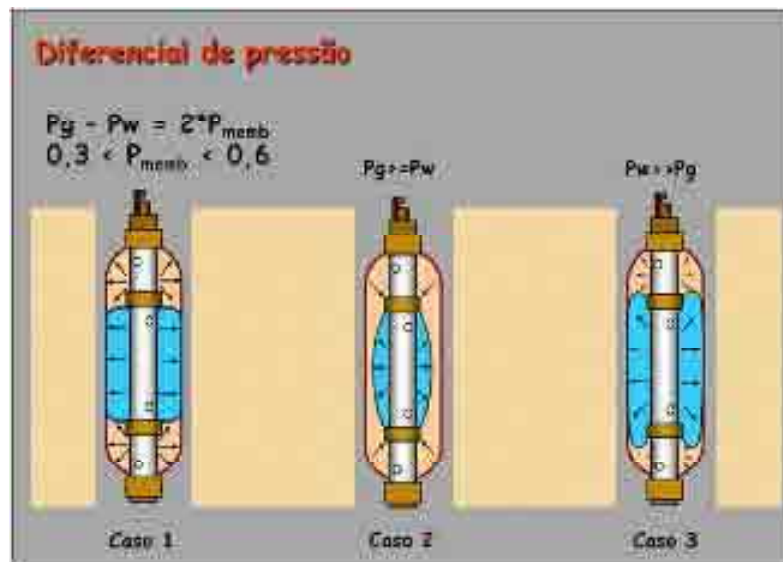 Diferencial de pressão
Pg - Pw = 2*Pmemb
0,3 < Pmemb < 0,6
Pg>=Pw
Pw>>Pg
Caso 1
Caso 2
Caso 3